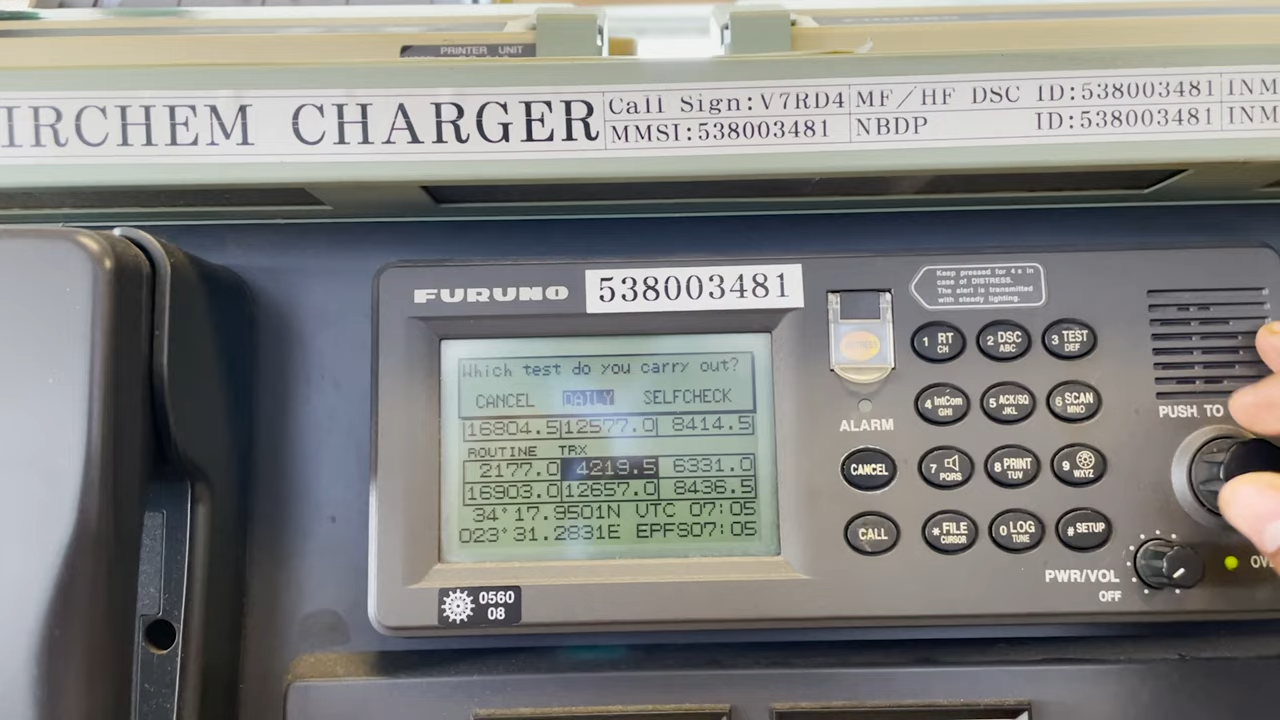 PRINTER UNIT
IRCHEM CHARGER
Call Sign:V7RD4
MMSI:538003481
MF/HF DSC ID:538003481
NBDP ID:538003481
INM
INM
FURUNO
538003481
Keep pressed for 4 s in
case of DISTRESS.
The alert is transmitted
with steady lighting.
Which test do you carry out?
CANCEL DAILY SELFCHECK
16804.5 12577.0 8414.5
ROUTINE TRX
2177.0 4219.5 6331.0
16903.0 12657.0 8436.5
34°17.9501N UTC 07:05
023°31.2831E EPFS07:05
0560
08
DISTRESS
ALARM
1 RT
CH
2 DSC
ABC
3 TEST
DEF
4 IntCom
GHI
5 ACK/SQ
JKL
6 SCAN
MNO
CANCEL
7
PQRS
8 PRINT
TUV
9
WXYZ
CALL
* FILE
CURSOR
0 LOG
TUNE
# SETUP
PUSH TO
PWR/VOL
OFF